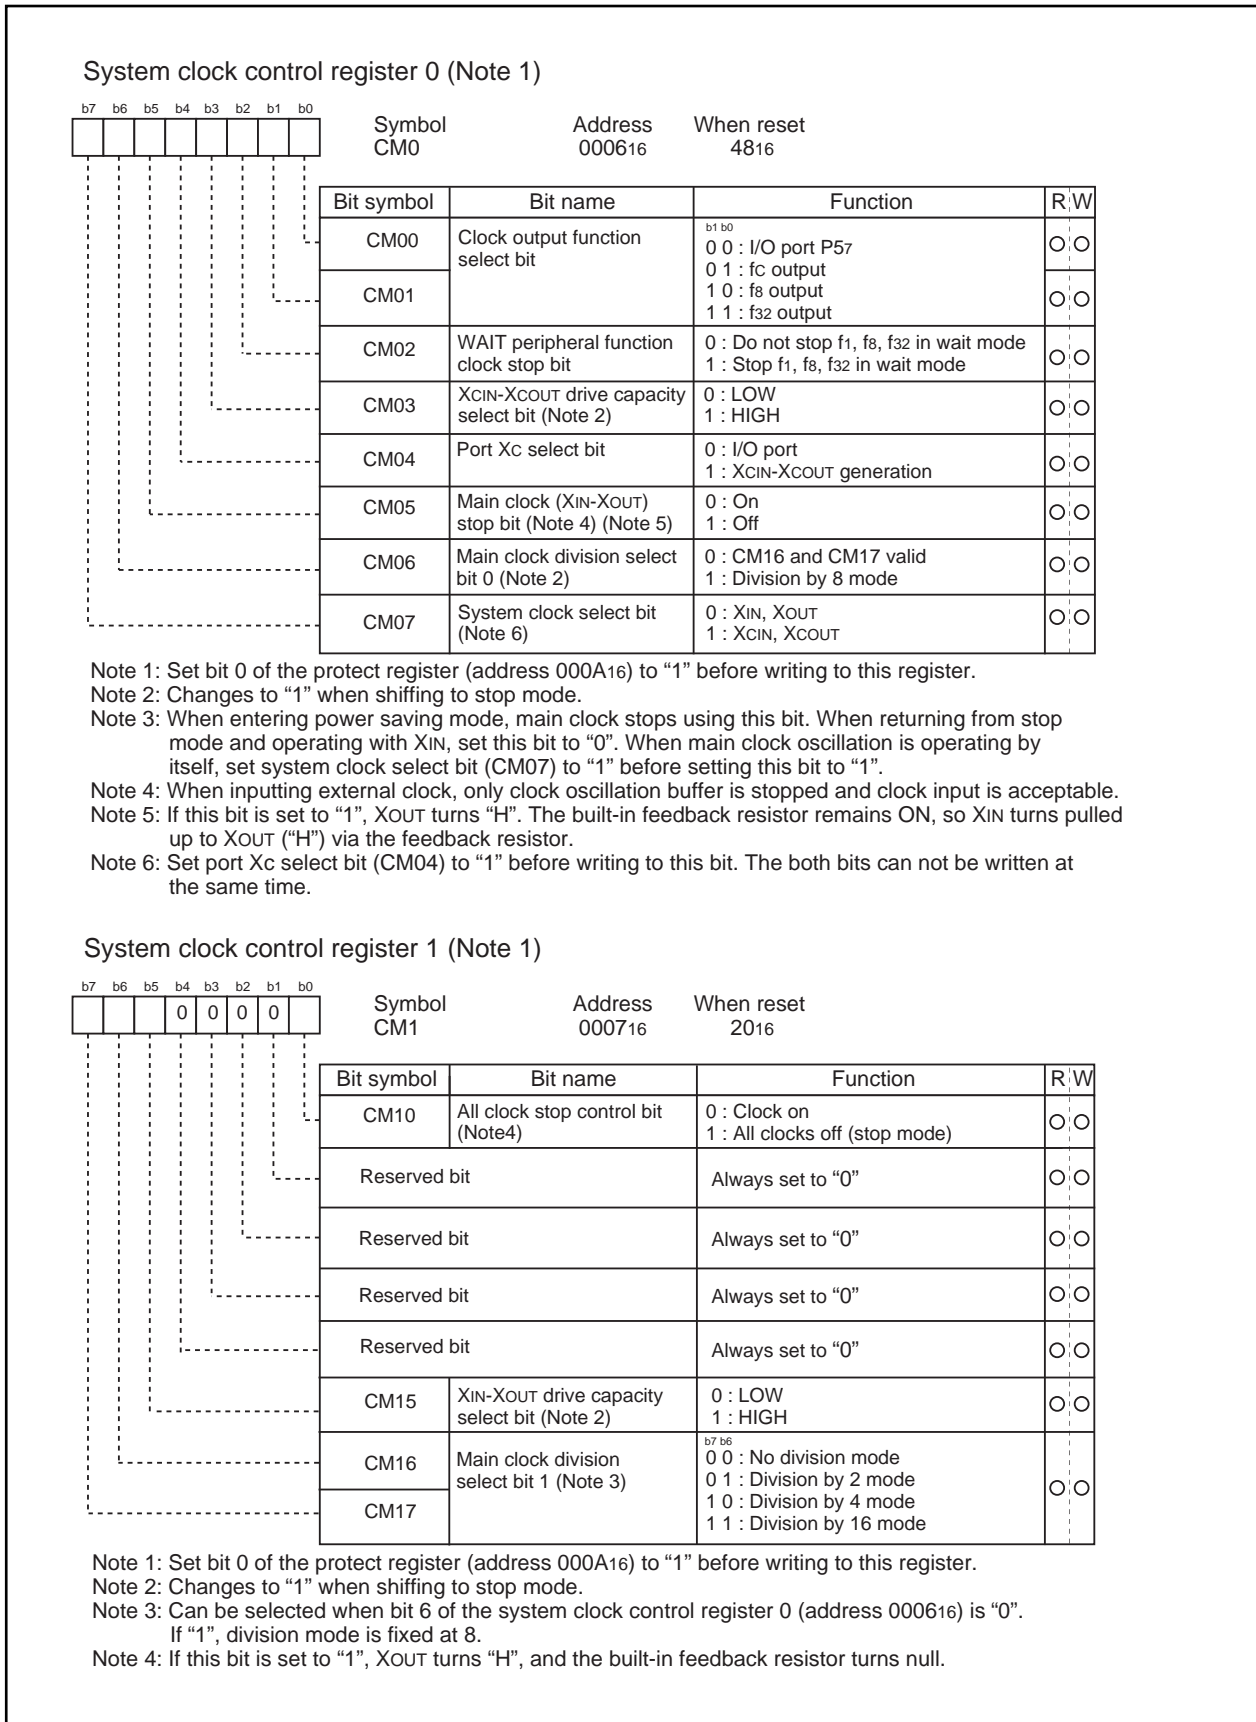 System clock control register 0 (Note 1)
b7 b6 b5 b4 b3 b2 b1 b0
Symbol Address When reset
CM0 000616 4816
Bit symbol Bit name Function R W
CM00 Clock output function select bit
b1 b0
0 0 : I/O port P57
0 1 : fC output
1 0 : f8 output
1 1 : f32 output
CM01
CM02 WAIT peripheral function clock stop bit
0 : Do not stop f1, f8, f32 in wait mode
1 : Stop f1, f8, f32 in wait mode
CM03 XCIN-XCOUT drive capacity select bit (Note 2)
0 : LOW
1 : HIGH
CM04 Port XC select bit
0 : I/O port
1 : XCIN-XCOUT generation
CM05 Main clock (XIN-XOUT) stop bit (Note 4) (Note 5)
0 : On
1 : Off
CM06 Main clock division select bit 0 (Note 2)
0 : CM16 and CM17 valid
1 : Division by 8 mode
CM07 System clock select bit (Note 6)
0 : XIN, XOUT
1 : XCIN, XCOUT
Note 1: Set bit 0 of the protect register (address 000A16) to “1” before writing to this register.
Note 2: Changes to “1” when shiffing to stop mode.
Note 3: When entering power saving mode, main clock stops using this bit. When returning from stop
mode and operating with XIN, set this bit to “0”. When main clock oscillation is operating by
itself, set system clock select bit (CM07) to “1” before setting this bit to “1”.
Note 4: When inputting external clock, only clock oscillation buffer is stopped and clock input is acceptable.
Note 5: If this bit is set to “1”, XOUT turns “H”. The built-in feedback resistor remains ON, so XIN turns pulled
up to XOUT (“H”) via the feedback resistor.
Note 6: Set port Xc select bit (CM04) to “1” before writing to this bit. The both bits can not be written at
the same time.
System clock control register 1 (Note 1)
b7 b6 b5 b4 b3 b2 b1 b0
0 0 0 0
Symbol Address When reset
CM1 000716 2016
Bit symbol Bit name Function R W
CM10 All clock stop control bit (Note4)
0 : Clock on
1 : All clocks off (stop mode)
Reserved bit Always set to “0”
Reserved bit Always set to “0”
Reserved bit Always set to “0”
Reserved bit Always set to “0”
CM15 XIN-XOUT drive capacity select bit (Note 2)
0 : LOW
1 : HIGH
CM16 Main clock division select bit 1 (Note 3)
b7 b6
0 0 : No division mode
0 1 : Division by 2 mode
1 0 : Division by 4 mode
1 1 : Division by 16 mode
CM17
Note 1: Set bit 0 of the protect register (address 000A16) to “1” before writing to this register.
Note 2: Changes to “1” when shiffing to stop mode.
Note 3: Can be selected when bit 6 of the system clock control register 0 (address 000616) is “0”.
If “1”, division mode is fixed at 8.
Note 4: If this bit is set to “1”, XOUT turns “H”, and the built-in feedback resistor turns null.